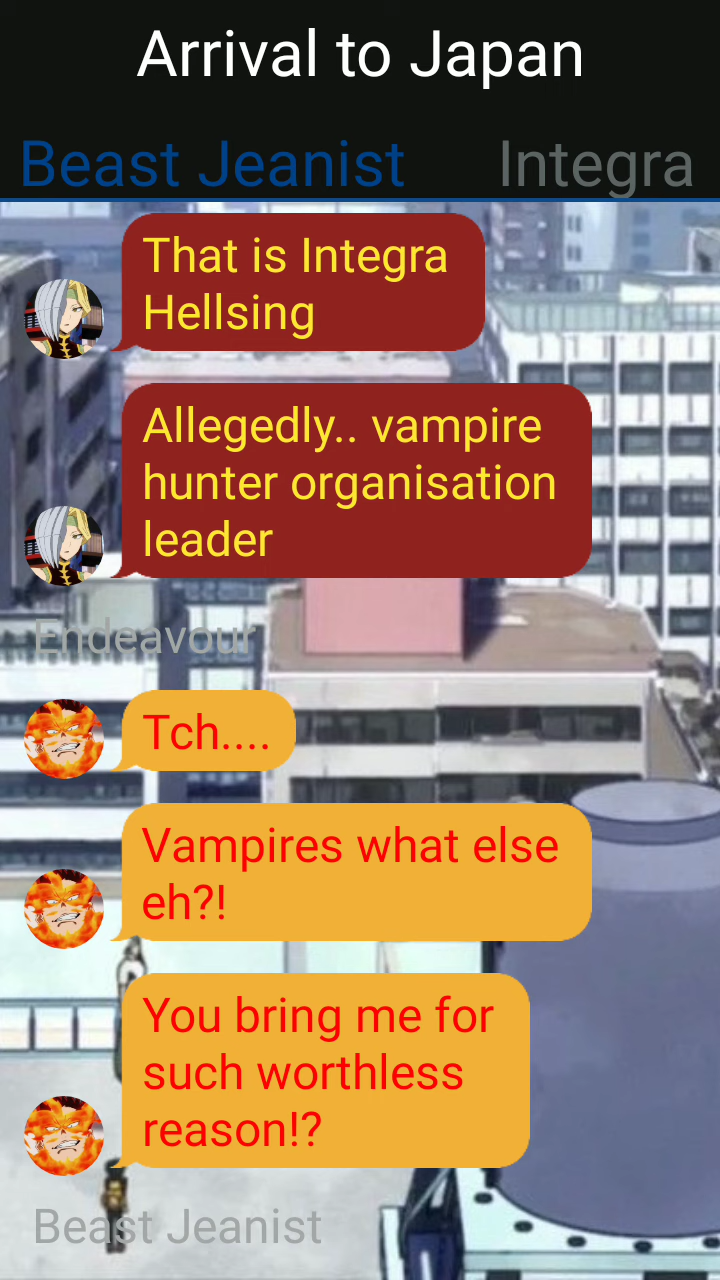 Arrival to Japan
Beast Jeanist Integra
That is Integra
Hellsing
Allegedly.. vampire
hunter organisation
leader
Endeavour
Tch....
Vampires what else
eh?!
You bring me for
such worthless
reason!?
Beast Jeanist